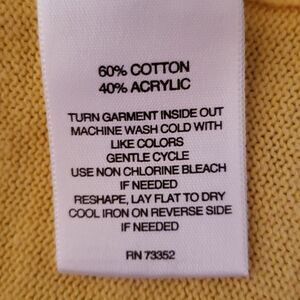 60% COTTON
40% ACRYLIC
TURN GARMENT INSIDE OUT
MACHINE WASH COLD WITH
LIKE COLORS
GENTLE CYCLE
USE NON CHLORINE BLEACH
IF NEEDED
RESHAPE, LAY FLAT TO DRY
COOL IRON ON REVERSE SIDE
IF NEEDED
RN 73352